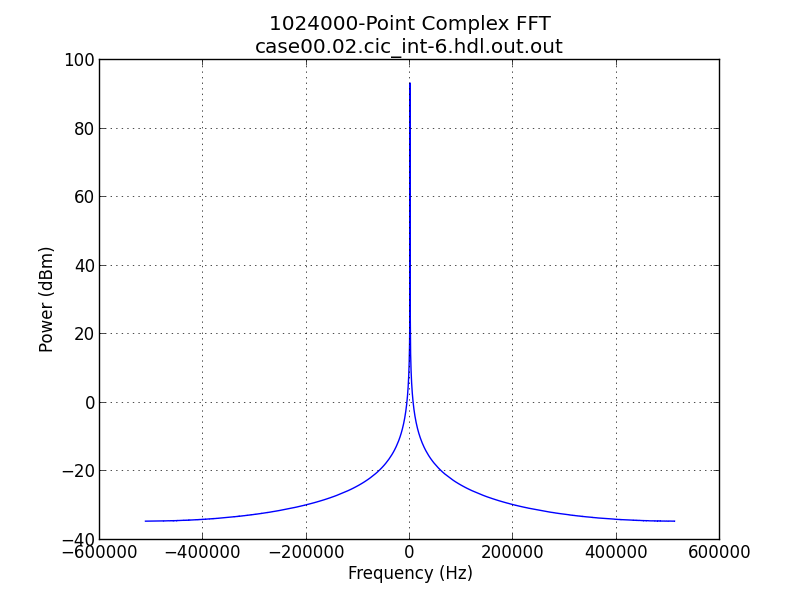 1024000-Point Complex FFT
case00.02.cic_int-6.hdl.out.out
100
80
60
40
20
0
−20
−40
Power (dBm)
−600000 −400000 −200000 0 200000 400000 600000
Frequency (Hz)